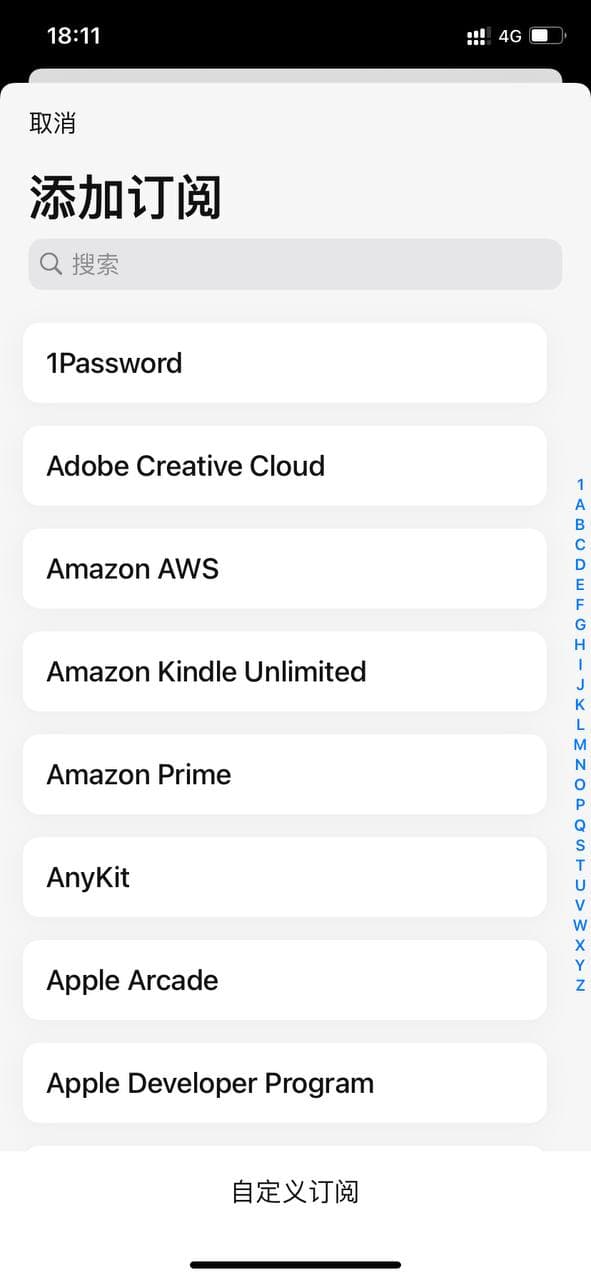 18:11
4G
取消
添加订阅
搜索
1Password
Adobe Creative Cloud
Amazon AWS
Amazon Kindle Unlimited
Amazon Prime
AnyKit
Apple Arcade
Apple Developer Program
1
A
B
C
D
E
F
G
H
I
J
K
L
M
N
O
P
Q
S
T
U
V
W
X
Y
Z
自定义订阅